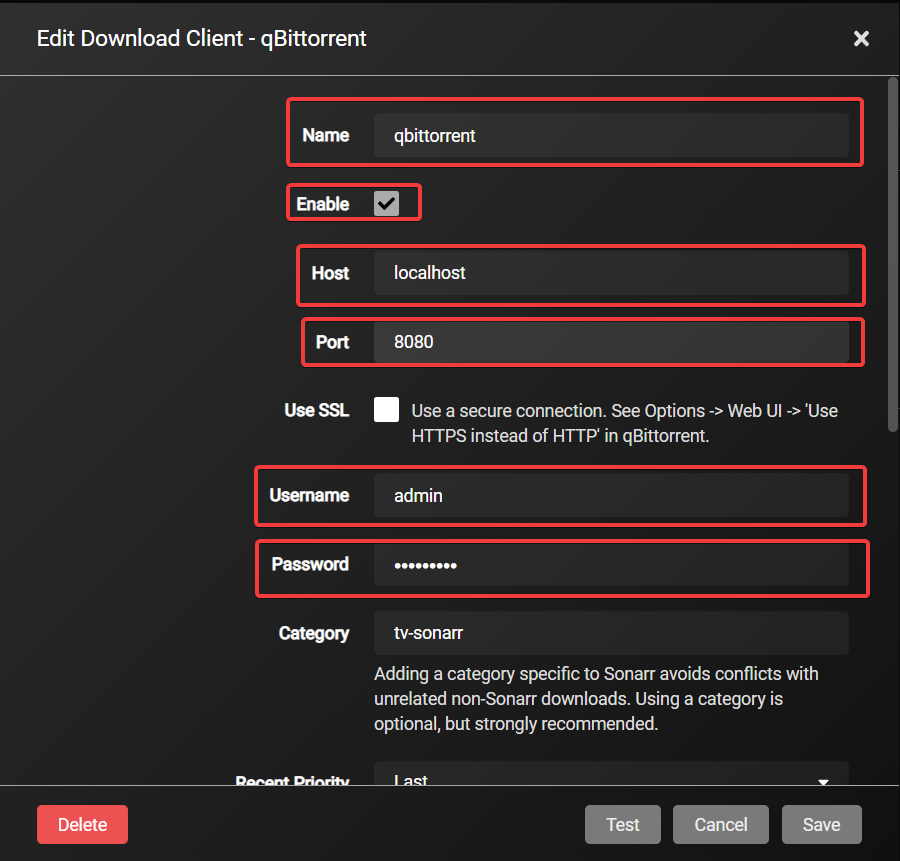 Edit Download Client - qBittorrent
Name
qbittorrent
Enable
Host
localhost
Port
8080
Use SSL
Use a secure connection. See Options -> Web UI -> 'Use
HTTPS instead of HTTP' in qBittorrent.
Username
admin
Password
•••••••••
Category
tv-sonarr
Adding a category specific to Sonarr avoids conflicts with
unrelated non-Sonarr downloads. Using a category is
optional, but strongly recommended.
Recent Priority
Last
Delete
Test
Cancel
Save